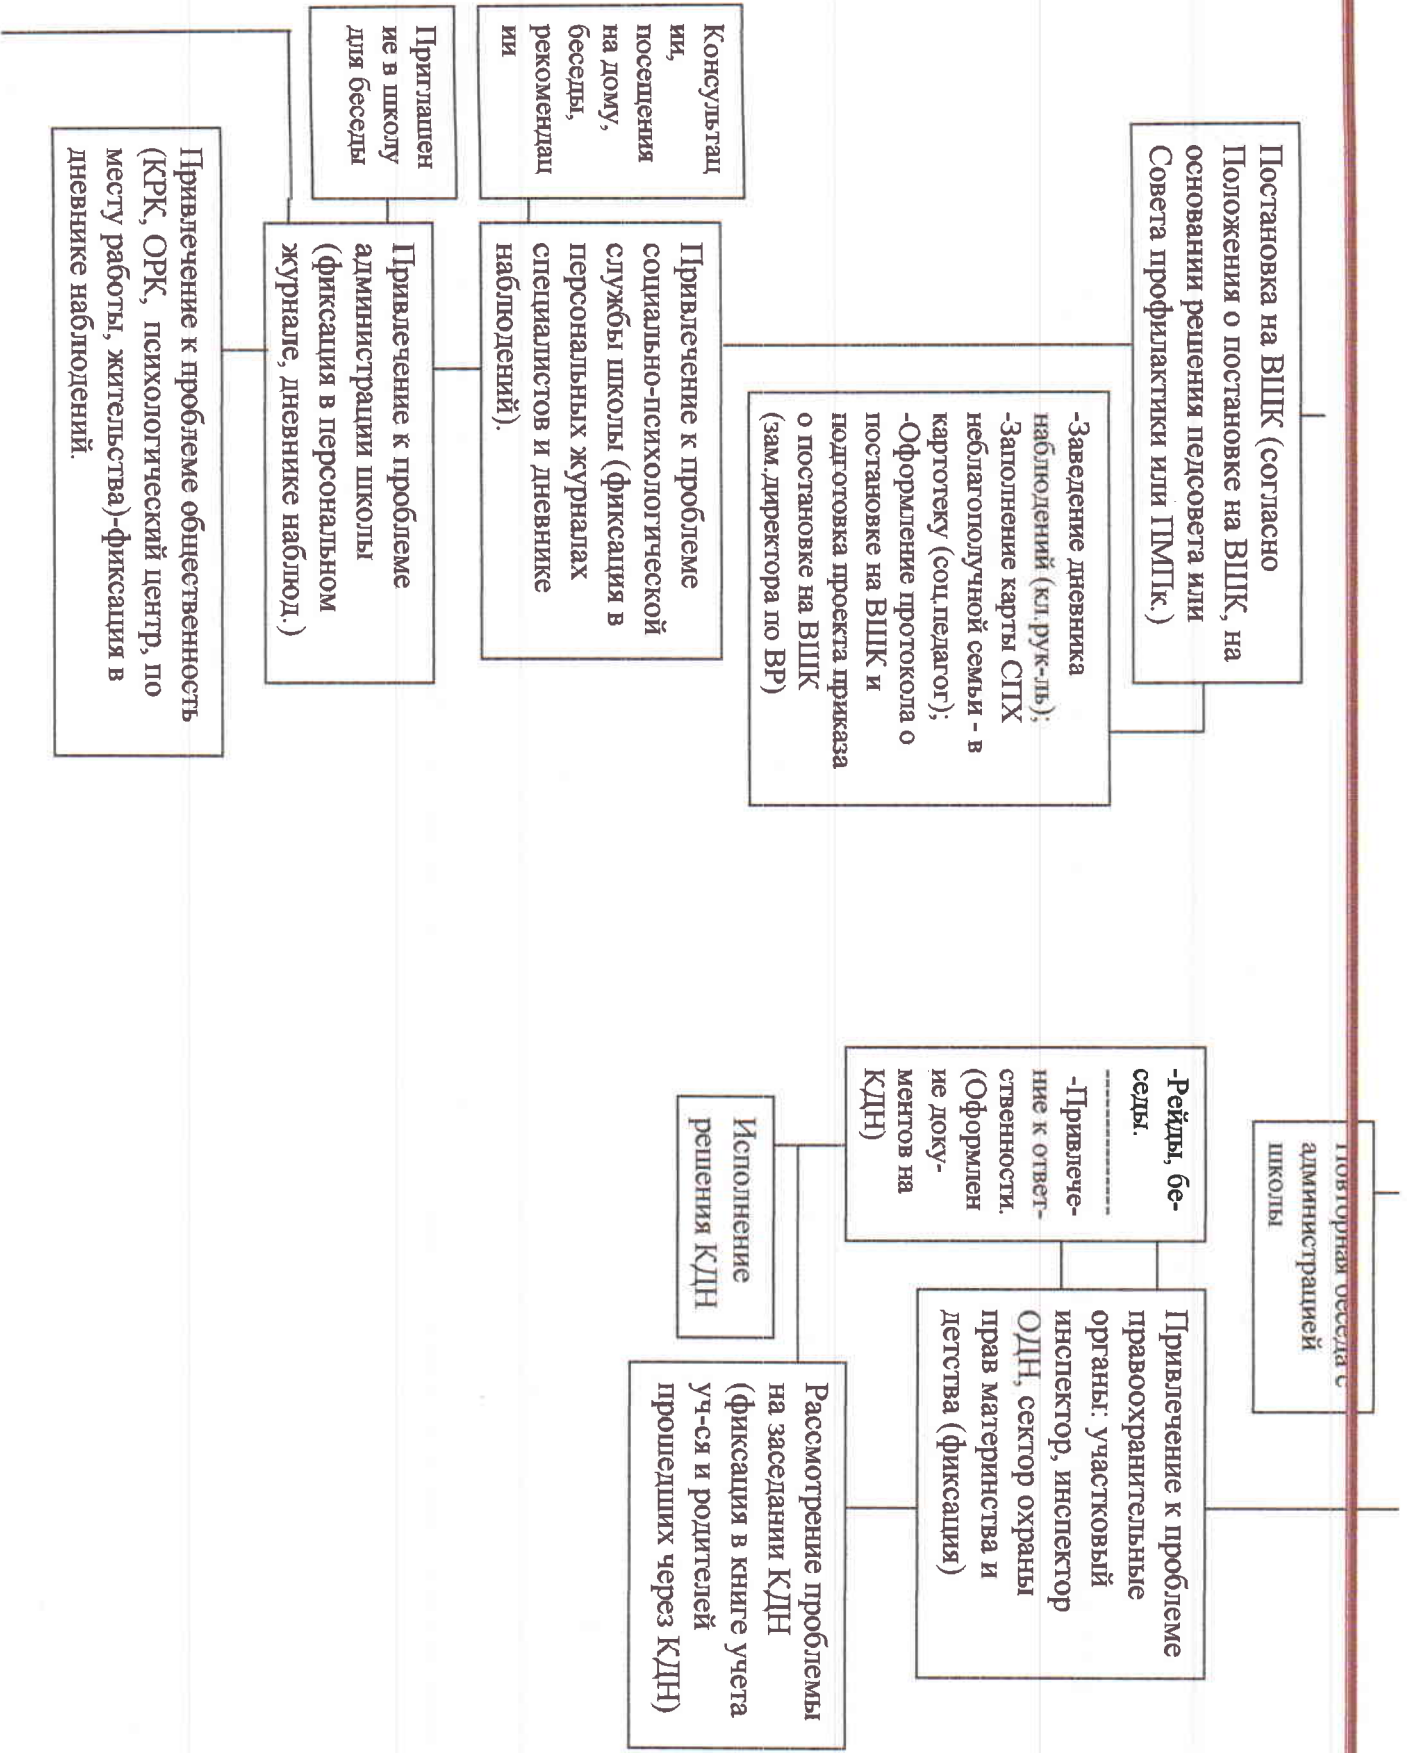 Постановка на ВШК (согласно
Положения о постановке на ВШК, на
основании решения педсовета или
Совета профилактики или ПМПк.)
-Заведение дневника
наблюдений (кл.рук-ль);
-Заполнение карты СПХ
неблагополучной семьи - в
картотеку (соц.педагог);
-Оформление протокола о
постановке на ВШК и
подготовка проекта приказа
о постановке на ВШК
(зам.директора по ВР)
Консультац
ии,
посещения
на дому,
беседы,
рекомендац
ии
Привлечение к проблеме
социально-психологической
службы школы (фиксация в
персональных журналах
специалистов и дневнике
наблюдений).
Приглашен
ие в школу
для беседы
Привлечение к проблеме
администрации школы
(фиксация в персональном
журнале, дневнике наблюд.)
Привлечение к проблеме общественность
(КРК, ОРК, психологический центр, по
месту работы, жительства)-фиксация в
дневнике наблюдений.
Повторная беседа с
администрацией
школы
-Рейды, бе-
седы.
----------------
-Привлече-
ние к ответ-
ственности.
(Оформлен
ие доку-
ментов на
КДН)
Привлечение к проблеме
правоохранительные
органы: участковый
инспектор, инспектор
ОДН, сектор охраны
прав материнства и
детства (фиксация)
Исполнение
решения КДН
Рассмотрение проблемы
на заседании КДН
(фиксация в книге учета
уч-ся и родителей
прошедших через КДН)